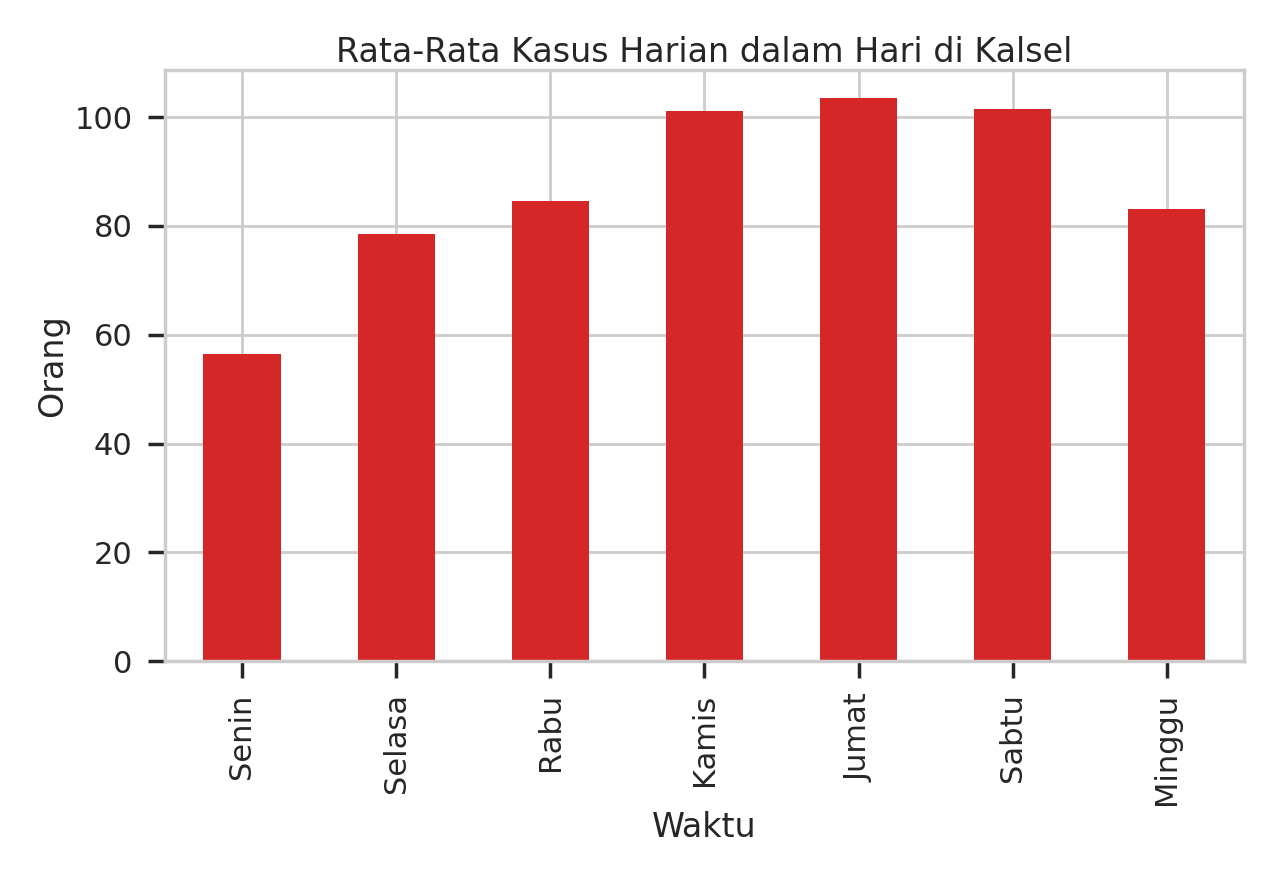 Rata-Rata Kasus Harian dalam Hari di Kalsel
Orang
100
80
60
40
20
0
Senin
Selasa
Rabu
Kamis
Jumat
Sabtu
Minggu
Waktu